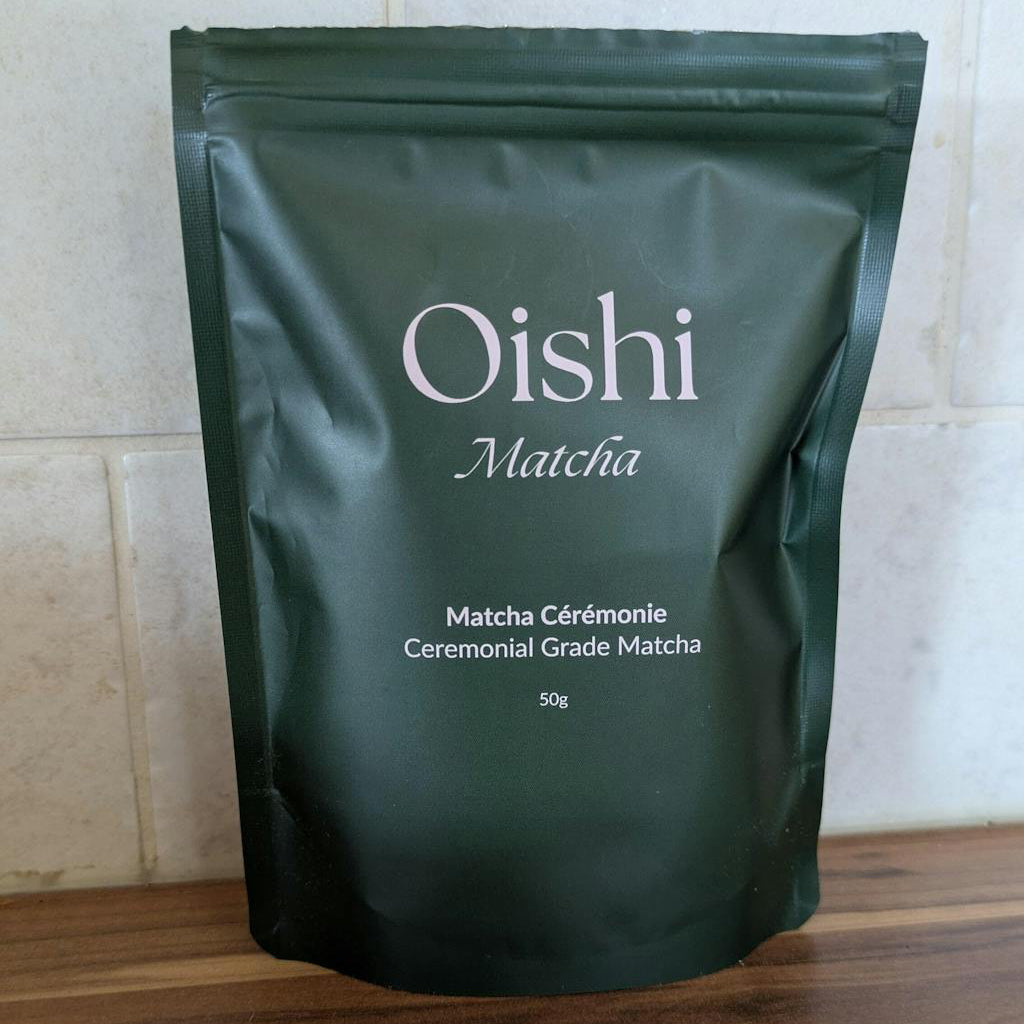 Oishi
Matcha
Matcha Cérémonie
Ceremonial Grade Matcha
50g